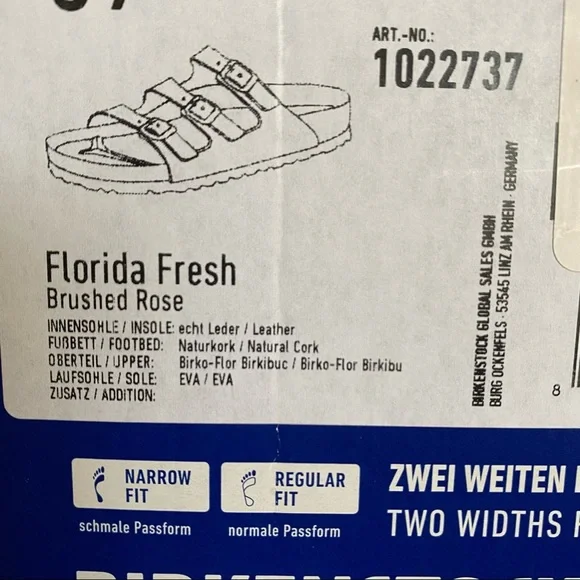 ART.-NO.:
1022737
Florida Fresh
Brushed Rose
INNENSOHLE / INSOLE: echt Leder / Leather
FUẞBETT / FOOTBED: Naturkork / Natural Cork
OBERTEIL / UPPER: Birko-Flor Birkibuc / Birko-Flor Birkibu
LAUFSOHLE / SOLE: EVA / EVA
ZUSATZ / ADDITION:
BIRKENSTOCK GLOBAL SALES GMBH
BURG OCKENFELS · 53545 LINZ AM RHEIN · GERMANY
8
NARROW
FIT
schmale Passform
REGULAR
FIT
normale Passform
ZWEI WEITEN
TWO WIDTHS